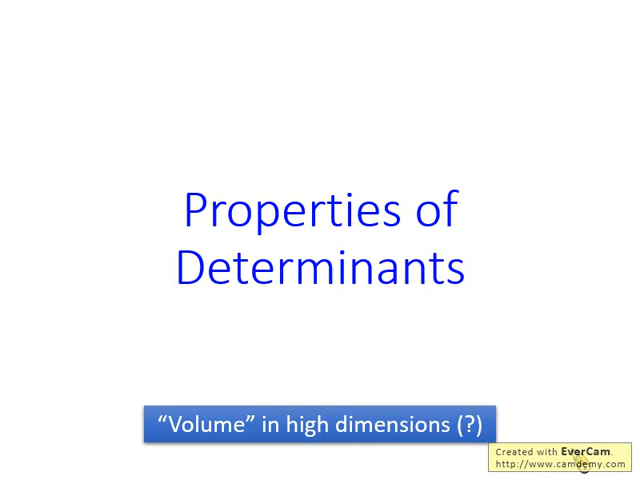 Properties of
Determinants
“Volume” in high dimensions (?)
Created with EverCam.
http://www.camdemy.com